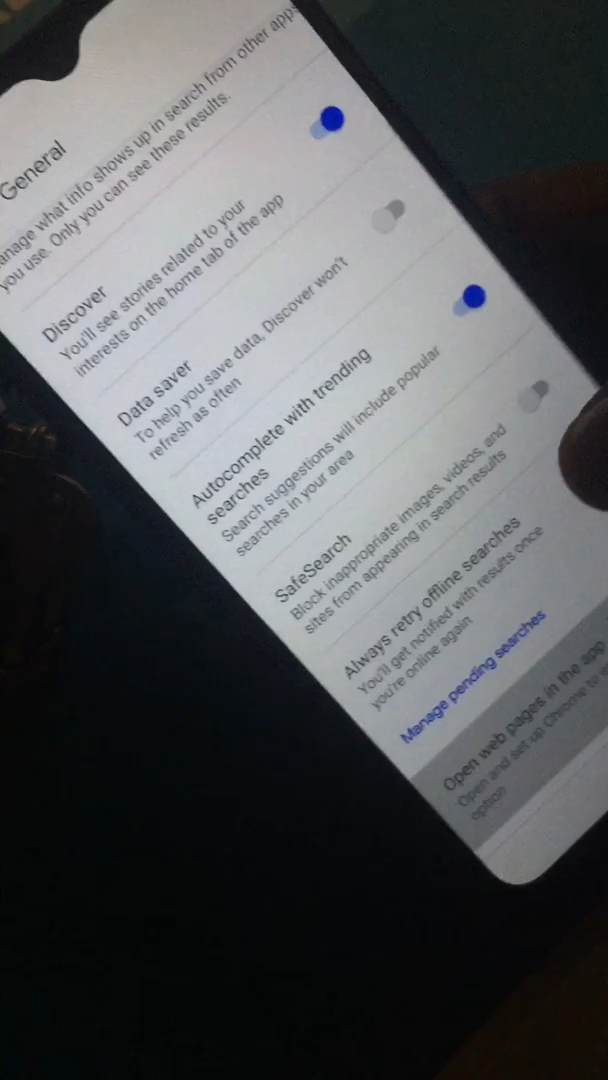 General
anage what info shows up in search from other apps
you use. Only you can see these results.
Discover
You'll see stories related to your
interests on the home tab of the app
Data saver
To help you save data, Discover won't
refresh as often
Autocomplete with trending
searches
Search suggestions will include popular
searches in your area
SafeSearch
Block inappropriate images, videos, and
sites from appearing in search results
Always retry offline searches
You'll get notified with results once
you're online again
Manage pending searches
Open web pages in the app
Open and set up Chrome to
option